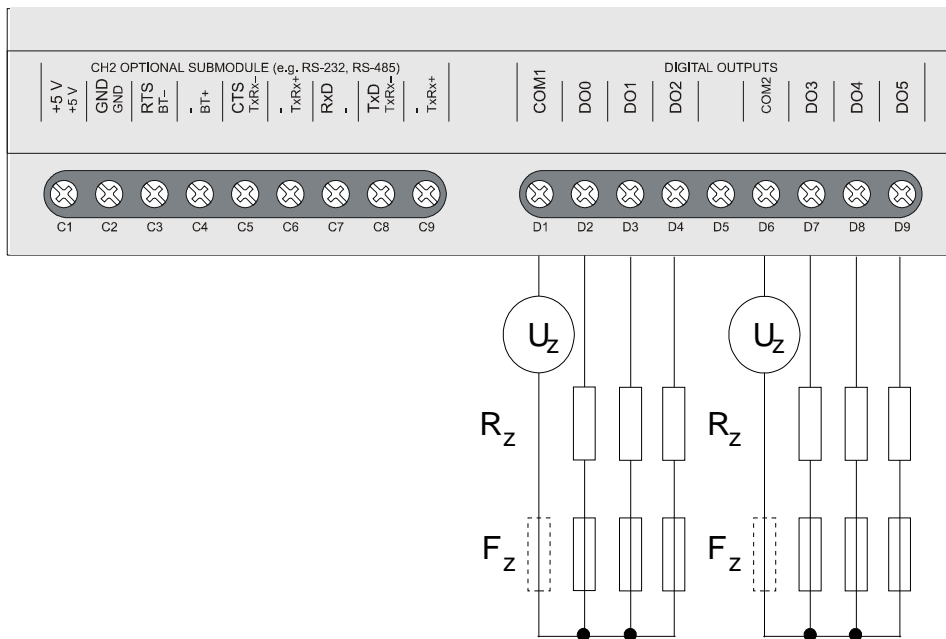 CH2 OPTIONAL SUBMODULE (e.g. RS-232, RS-485)
+5 V
+5 V
GND
GND
RTS
BT–
-
BT+
CTS
TxRx–
-
TxRx+
RxD
-
TxD
TxRx–
-
TxRx+
DIGITAL OUTPUTS
COM1
DO0
DO1
DO2
COM2
DO3
DO4
DO5
C1 C2 C3 C4 C5 C6 C7 C8 C9
D1 D2 D3 D4 D5 D6 D7 D8 D9
Uz Uz
Rz Rz
Fz Fz